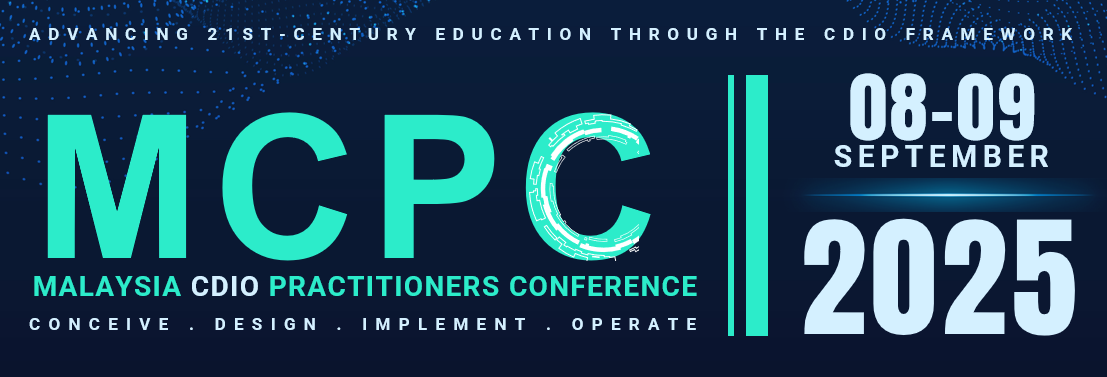 ADVANCING 21ST-CENTURY EDUCATION THROUGH THE CDIO FRAMEWORK
MCPC
MALAYSIA CDIO PRACTITIONERS CONFERENCE
CONCEIVE . DESIGN . IMPLEMENT . OPERATE
08-09
SEPTEMBER
2025